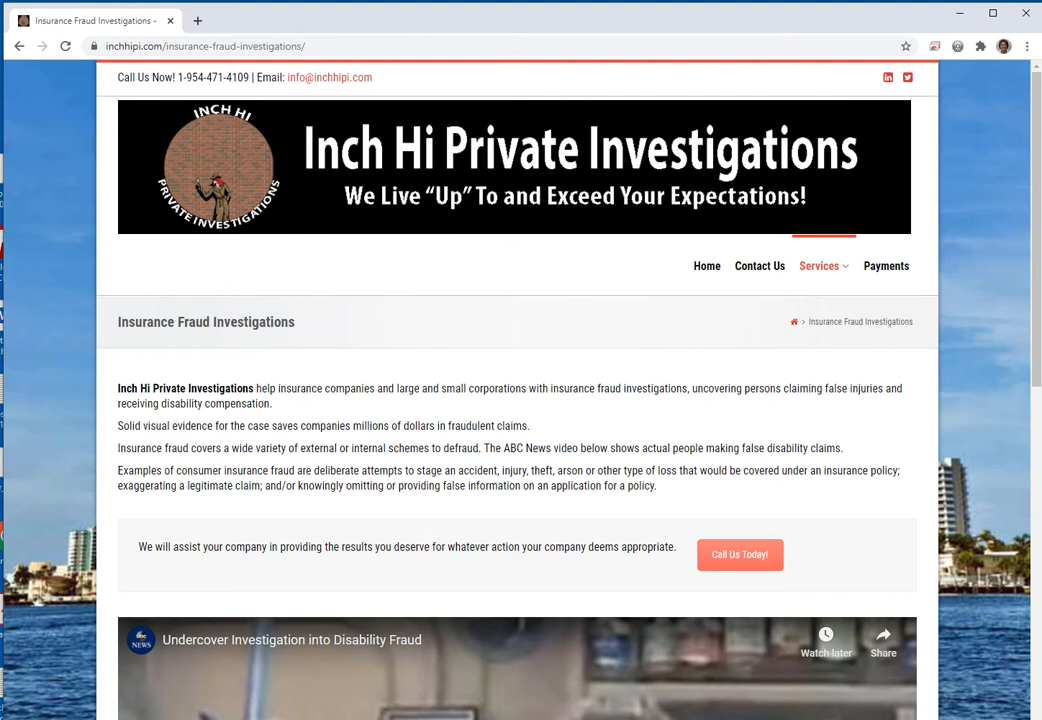 Insurance Fraud Investigations -
inchhipi.com/insurance-fraud-investigations/
Call Us Now! 1-954-471-4109 | Email: info@inchhipi.com
INCH HI
PRIVATE INVESTIGATIONS
Inch Hi Private Investigations
We Live “Up” To and Exceed Your Expectations!
Home Contact Us Services Payments
Insurance Fraud Investigations
> Insurance Fraud Investigations
Inch Hi Private Investigations help insurance companies and large and small corporations with insurance fraud investigations, uncovering persons claiming false injuries and
receiving disability compensation.
Solid visual evidence for the case saves companies millions of dollars in fraudulent claims.
Insurance fraud covers a wide variety of external or internal schemes to defraud. The ABC News video below shows actual people making false disability claims.
Examples of consumer insurance fraud are deliberate attempts to stage an accident, injury, theft, arson or other type of loss that would be covered under an insurance policy;
exaggerating a legitimate claim; and/or knowingly omitting or providing false information on an application for a policy.
We will assist your company in providing the results you deserve for whatever action your company deems appropriate.
Call Us Today!
abc
NEWS
Undercover Investigation into Disability Fraud
Watch later
Share